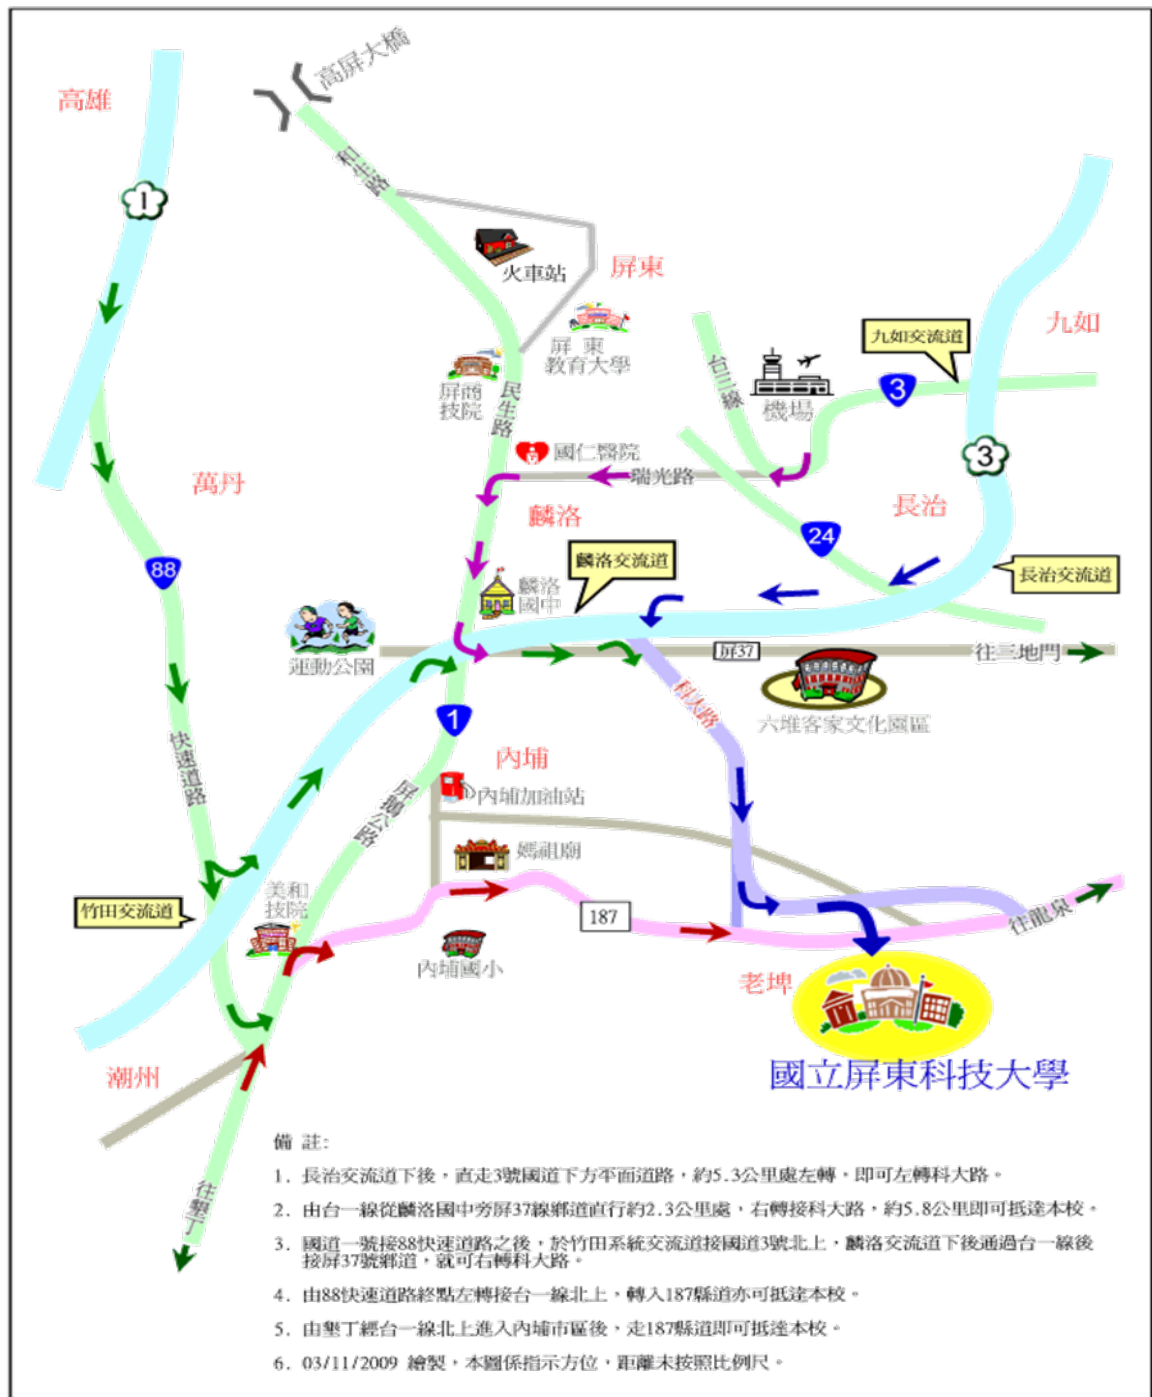 高屏大橋
高雄
1
和生路
火車站
屏東
九如
九如交流道
屏東
教育大學
台三線
機場
3
屏商
技院
民生路
國仁醫院
瑞光路
3
萬丹
麟洛
長治
24
88
麟洛交流道
長治交流道
麟洛
國中
運動公園
屏37
往三地門
科大路
六堆客家文化園區
1
快速道路
內埔
內埔加油站
屏鵝公路
媽祖廟
美和
技院
竹田交流道
187
往龍泉
內埔國小
老埤
潮州
國立屏東科技大學
往墾丁
備 註:
1. 長治交流道下後，直走3號國道下方平面道路，約5.3公里處左轉，即可左轉科大路。
2. 由台一線從麟洛國中旁屏37線鄉道直行約2.3公里處，右轉接科大路，約5.8公里即可抵達本校。
3. 國道一號接88快速道路之後，於竹田系統交流道接國道3號北上，麟洛交流道下後通過台一線後
接屏37號鄉道，就可右轉科大路。
4. 由88快速道路終點左轉接台一線北上，轉入187縣道亦可抵達本校。
5. 由墾丁經台一線北上進入內埔市區後，走187縣道即可抵達本校。
6. 03/11/2009 繪製，本圖係指示方位，距離未按照比例尺。